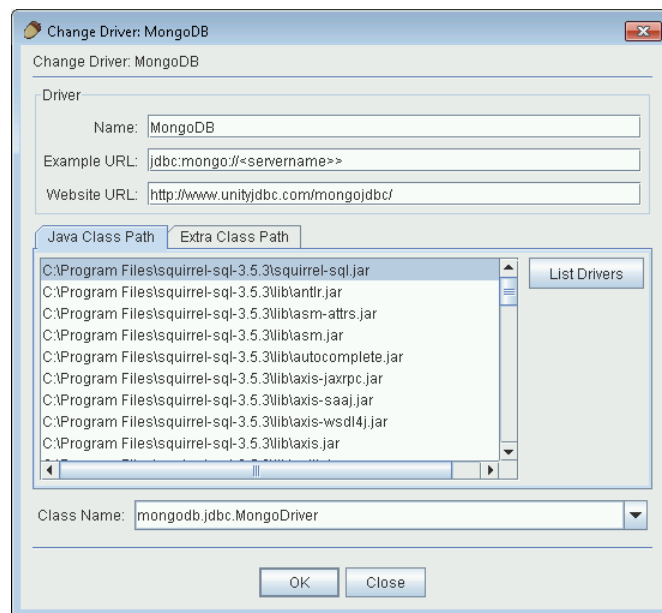 Change Driver: MongoDB
Change Driver: MongoDB
Driver
Name: MongoDB
Example URL: jdbc:mongo://<servername>>
Website URL: http://www.unityjdbc.com/mongojdbc/
Java Class Path Extra Class Path
C:\Program Files\squirrel-sql-3.5.3\squirrel-sql.jar List Drivers
C:\Program Files\squirrel-sql-3.5.3\lib\antlr.jar
C:\Program Files\squirrel-sql-3.5.3\lib\asm-attrs.jar
C:\Program Files\squirrel-sql-3.5.3\lib\asm.jar
C:\Program Files\squirrel-sql-3.5.3\lib\autocomplete.jar
C:\Program Files\squirrel-sql-3.5.3\lib\axis-jaxrpc.jar
C:\Program Files\squirrel-sql-3.5.3\lib\axis-saaj.jar
C:\Program Files\squirrel-sql-3.5.3\lib\axis-wsdl4j.jar
C:\Program Files\squirrel-sql-3.5.3\lib\axis.jar
Class Name: mongodb.jdbc.MongoDriver
OK Close